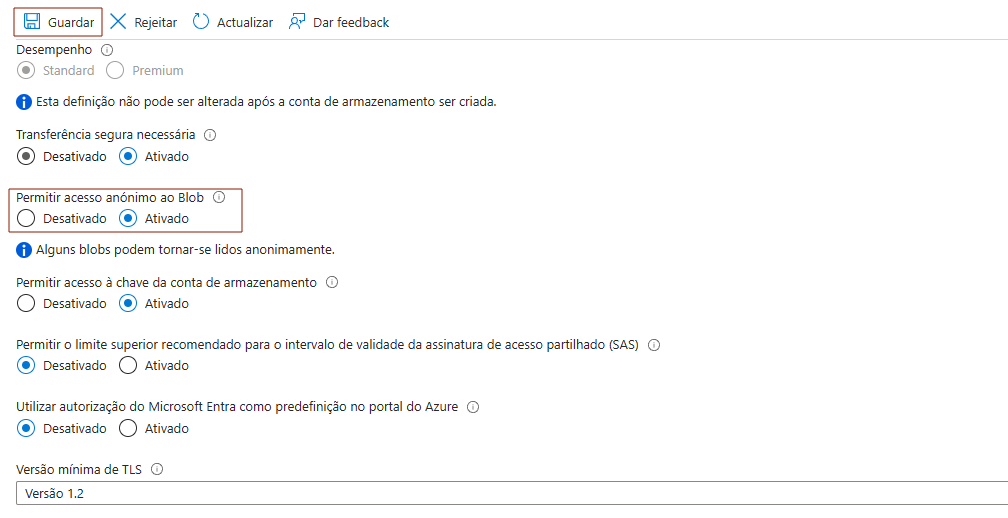 Guardar Rejeitar Actualizar Dar feedback
Desempenho
Standard Premium
Esta definição não pode ser alterada após a conta de armazenamento ser criada.
Transferência segura necessária
Desativado Ativado
Permitir acesso anónimo ao Blob
Desativado Ativado
Alguns blobs podem tornar-se lidos anonimamente.
Permitir acesso à chave da conta de armazenamento
Desativado Ativado
Permitir o limite superior recomendado para o intervalo de validade da assinatura de acesso partilhado (SAS)
Desativado Ativado
Utilizar autorização do Microsoft Entra como predefinição no portal do Azure
Desativado Ativado
Versão mínima de TLS
Versão 1.2